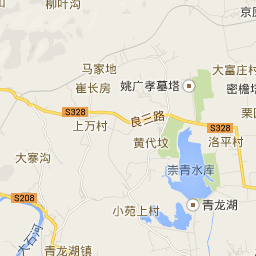 柳叶沟
京原
马家地
大富庄村
崔长房
姚广孝墓塔
密檐塔
S328
良三路
栗园
上万村
S328
黄代坟
洛平村
大寨沟
崇青水库
S208
小苑上村
青龙湖
大石河
青龙湖镇